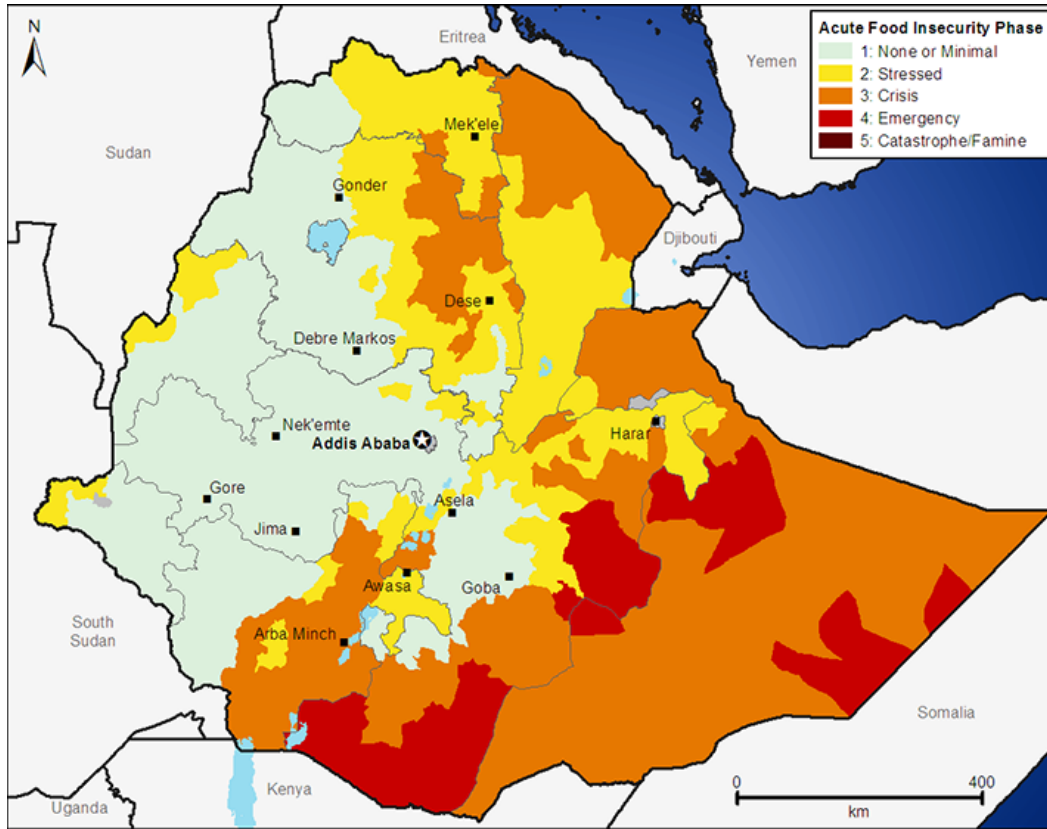 N
Eritrea
Yemen
Acute Food Insecurity Phase
1: None or Minimal
2: Stressed
3: Crisis
4: Emergency
5: Catastrophe/Famine
Sudan
Mek'ele
Gonder
Djibouti
Dese
Debre Markos
Nek'emte
Addis Ababa
Harar
Gore
Asela
Jima
Awasa
Goba
South
Sudan
Arba Minch
Somalia
Kenya
Uganda
0 400
km